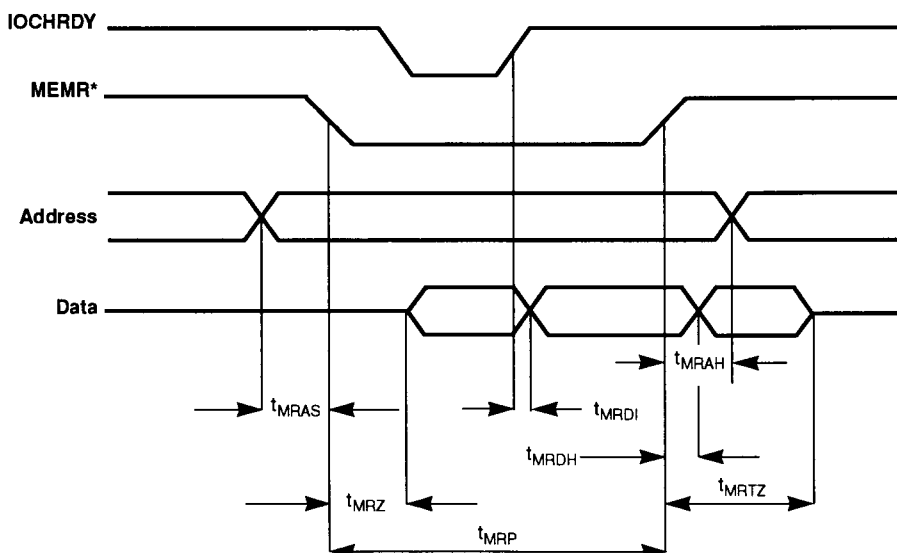 IOCHRDY
MEMR*
Address
Data
tMRAH
tMRAS
tMRDI
tMRDH
tMRZ
tMRTZ
tMRP